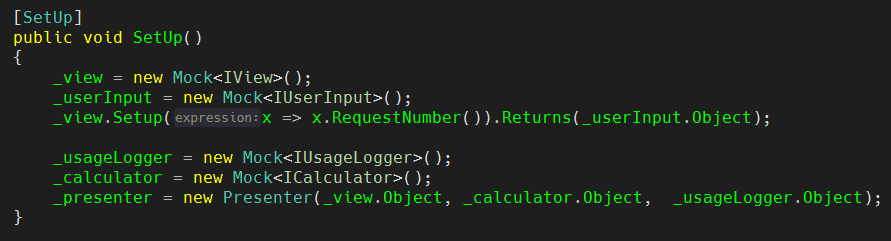 [SetUp]
public void SetUp()
{
    _view = new Mock<IView>();
    _userInput = new Mock<IUserInput>();
    _view.Setup(expression: x => x.RequestNumber()).Returns(_userInput.Object);

    _usageLogger = new Mock<IUsageLogger>();
    _calculator = new Mock<ICalculator>();
    _presenter = new Presenter(_view.Object, _calculator.Object,  _usageLogger.Object);
}